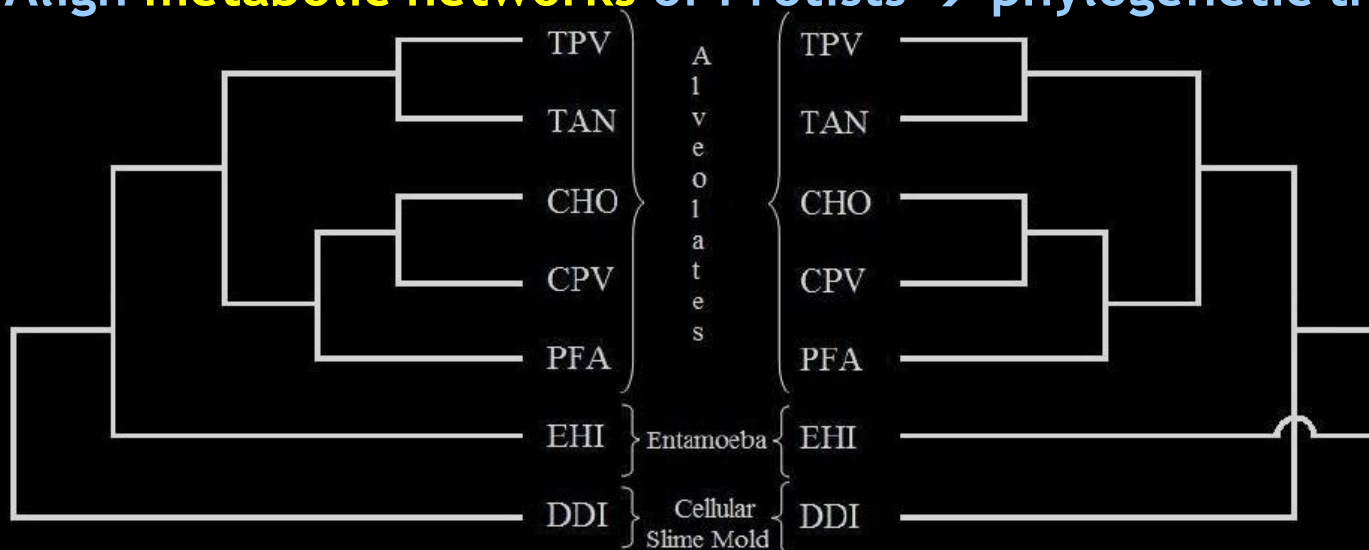 Align metabolic networks of Protists → phylogenetic
TPV
TAN
CHO
CPV
PFA
EHI
DDI
Alveolates
Entamoeba
Cellular
Slime Mold
TPV
TAN
CHO
CPV
PFA
EHI
DDI